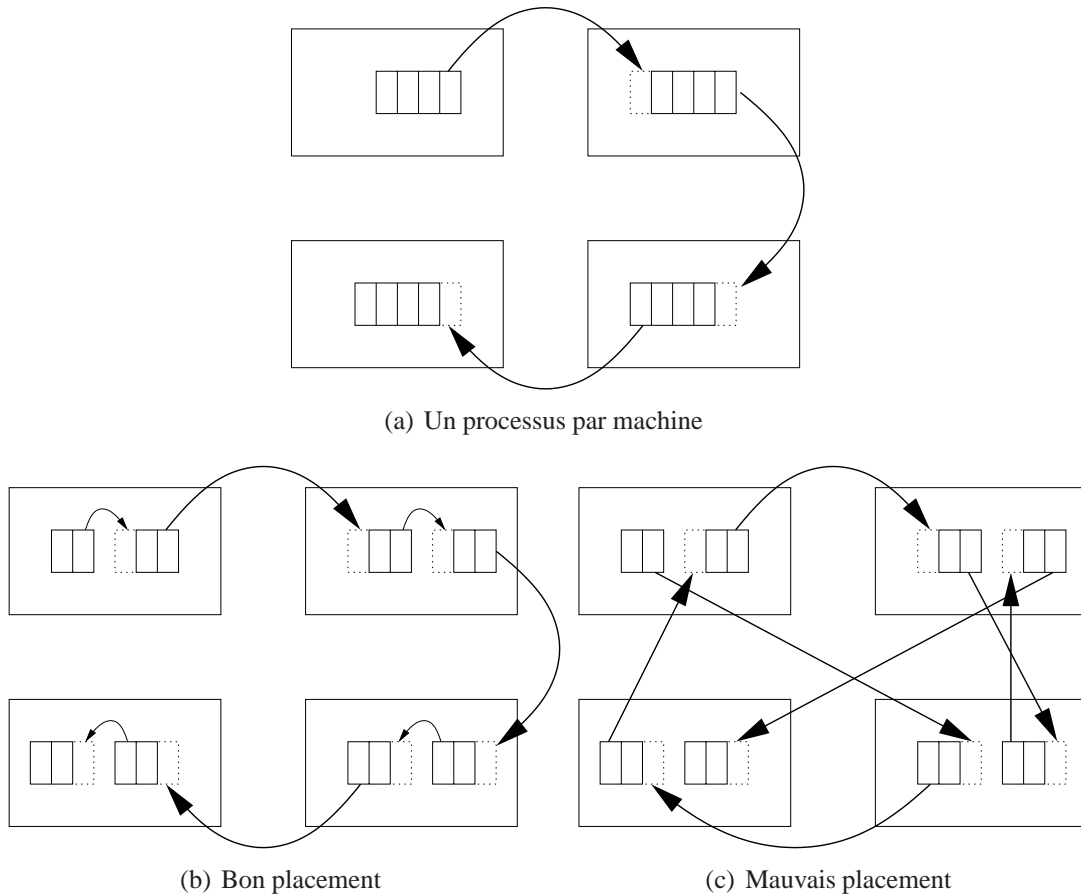 (a) Un processus par machine
(b) Bon placement
(c) Mauvais placement